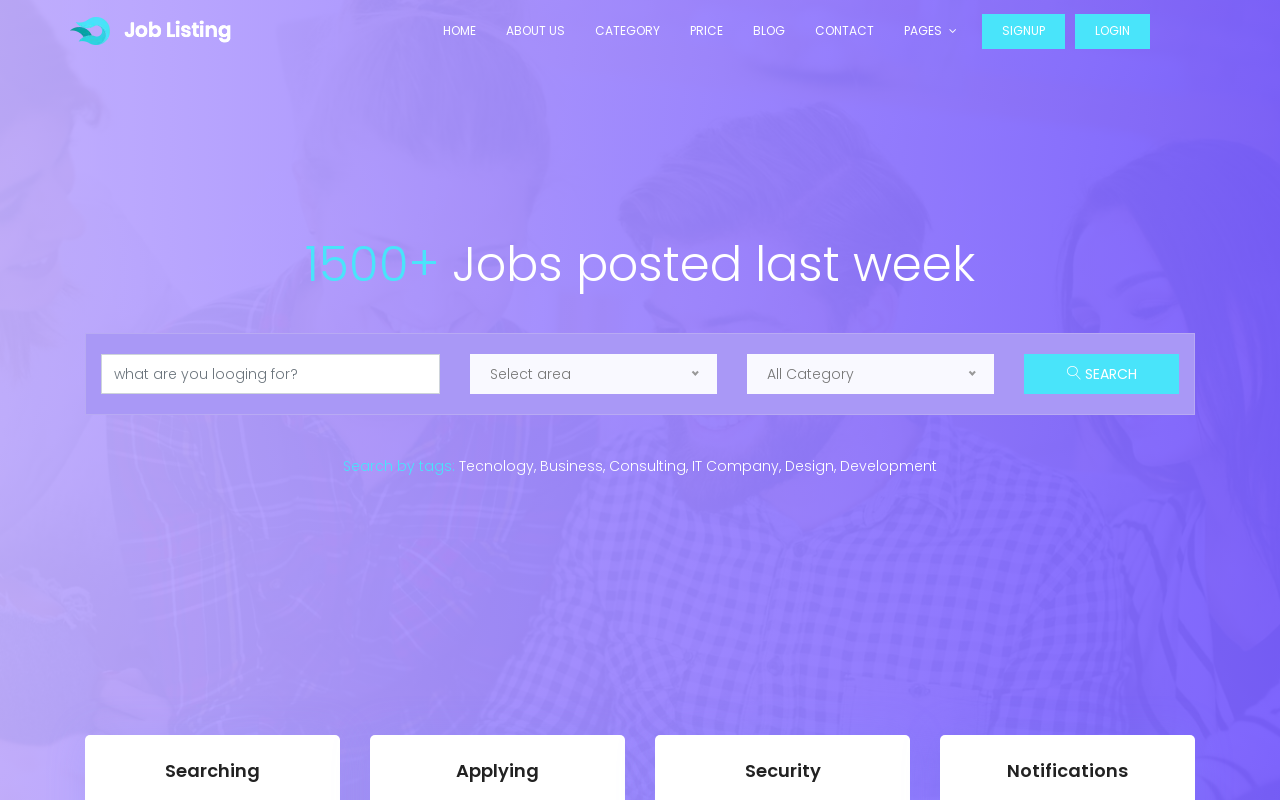 Job Listing
HOME ABOUT US CATEGORY PRICE BLOG CONTACT PAGES SIGNUP LOGIN
1500+ Jobs posted last week
what are you looging for? Select area All Category SEARCH
Search by tags: Tecnology, Business, Consulting, IT Company, Design, Development
Searching Applying Security Notifications